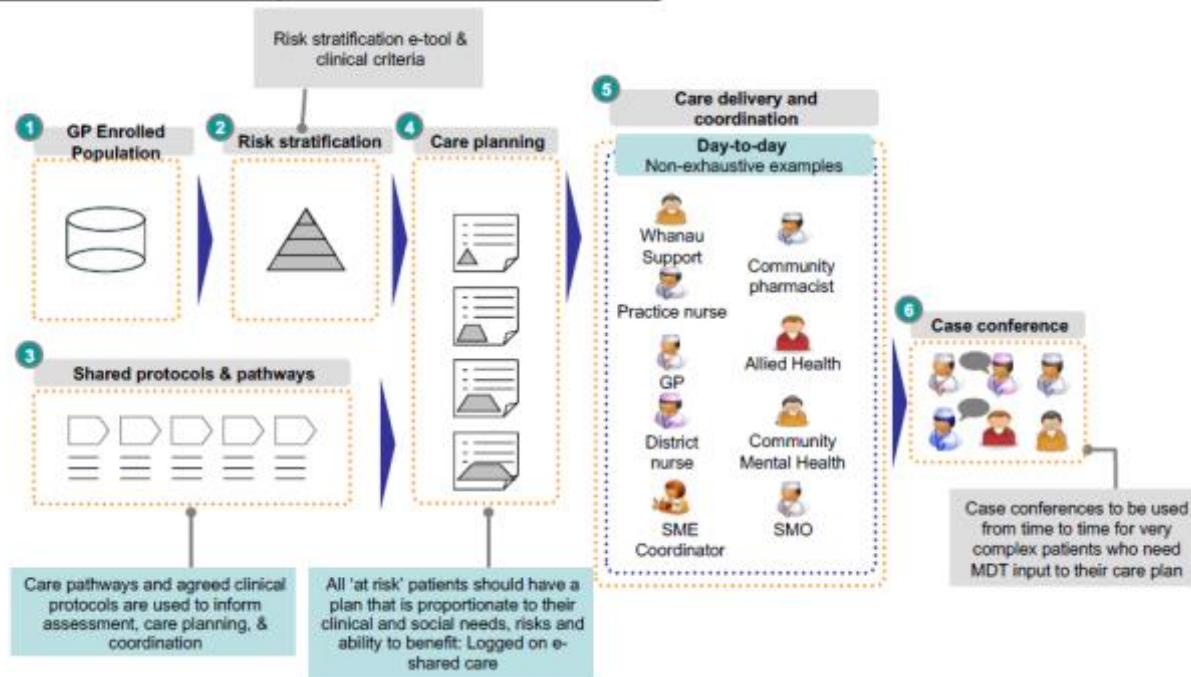 Risk stratification e-tool &
clinical criteria
1
GP Enrolled
Population
2
Risk stratification
3
Shared protocols & pathways
Care pathways and agreed clinical
protocols are used to inform
assessment, care planning, &
coordination
4
Care planning
All 'at risk' patients should have a
plan that is proportionate to their
clinical and social needs, risks and
ability to benefit: Logged on e-
shared care
5
Care delivery and
coordination
Day-to-day
Non-exhaustive examples
Whanau
Support
Community
pharmacist
Practice nurse
Allied Health
GP
District
nurse
Community
Mental Health
SME
Coordinator
SMO
6
Case conference
Case conferences to be used
from time to time for very
complex patients who need
MDT input to their care plan